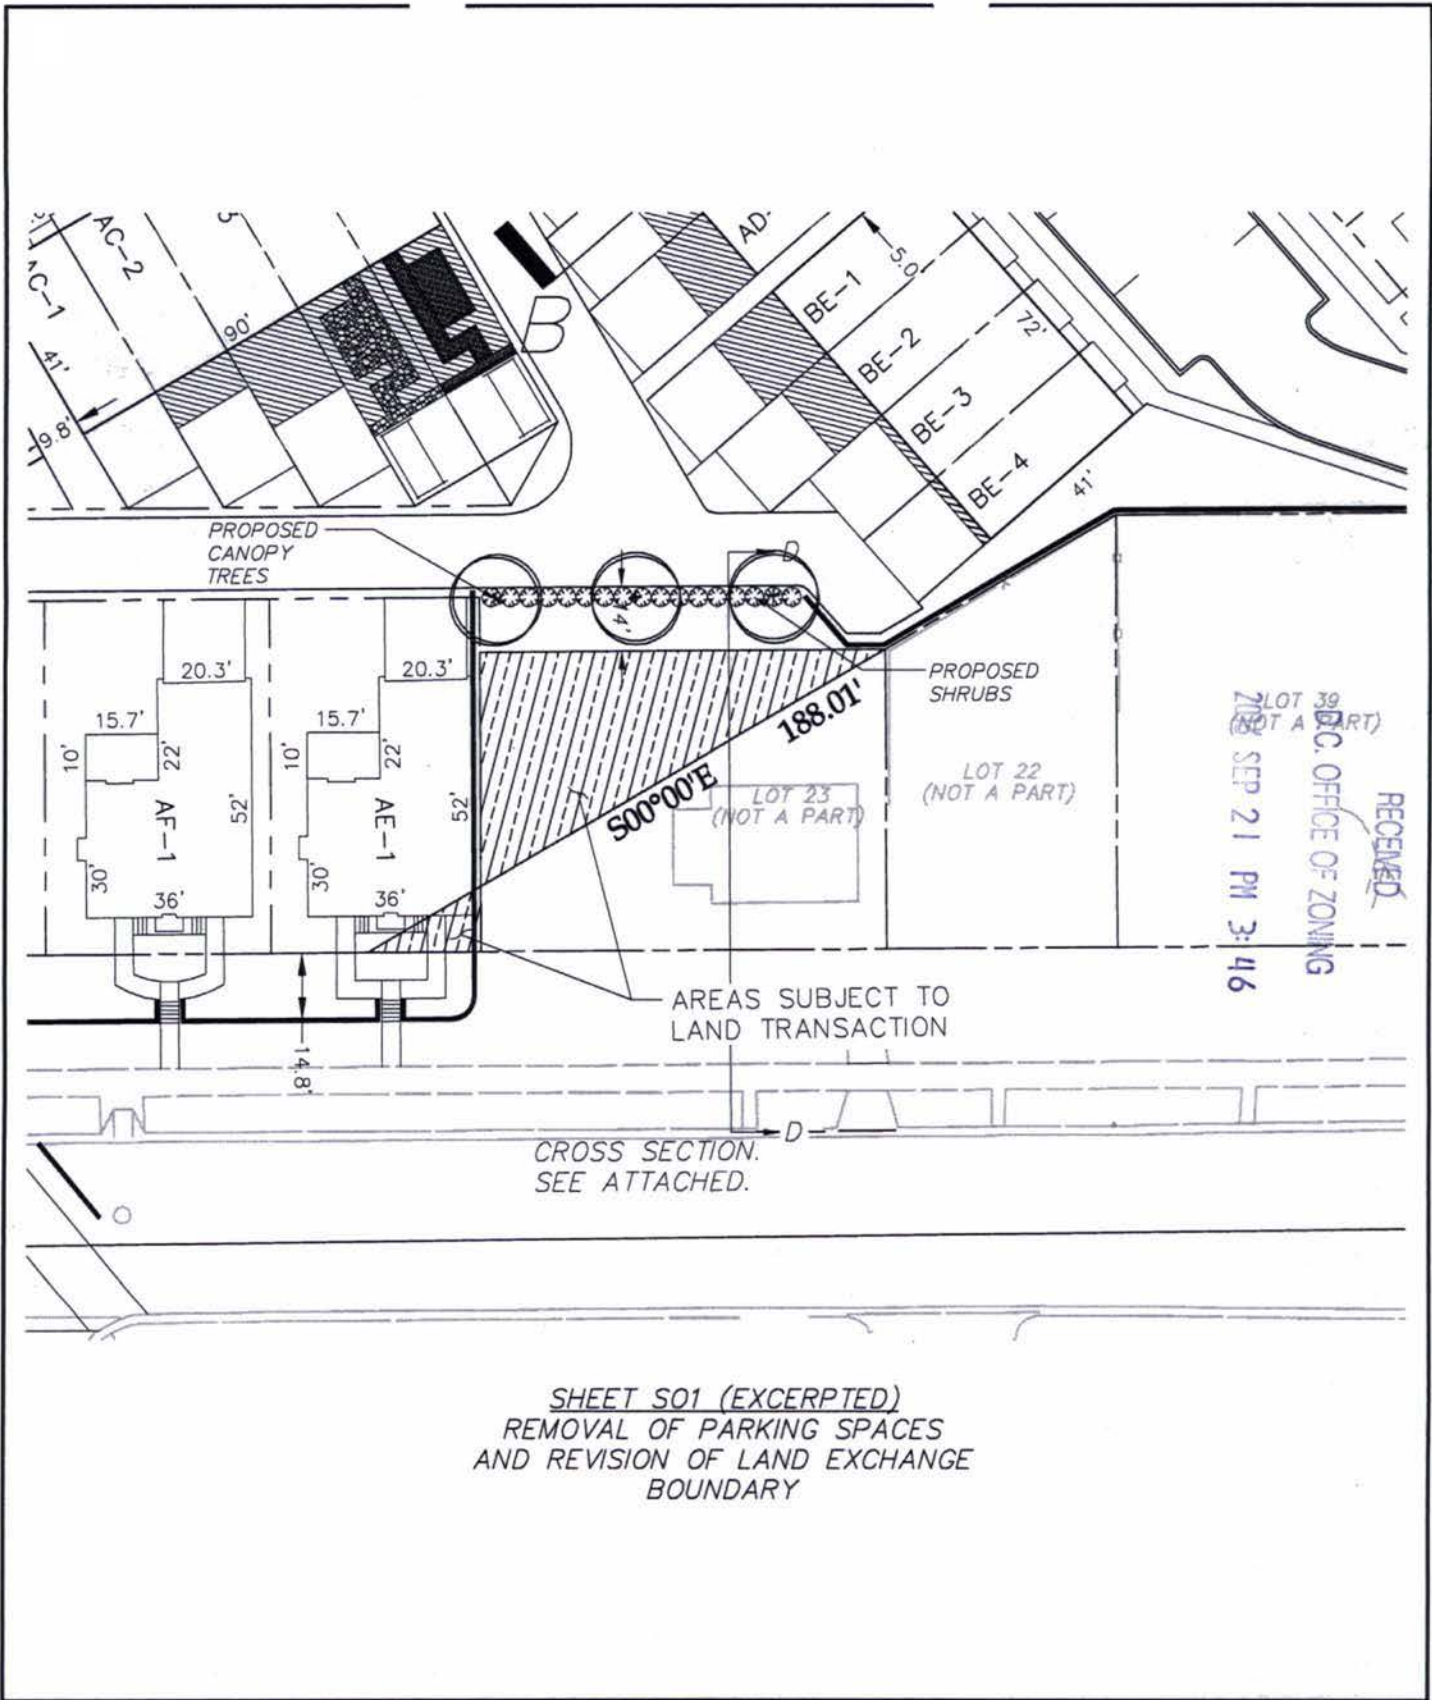 AC-1
AC-2
AD-
BE-1
BE-2
BE-3
BE-4
5.0
72'
41'
90'
41'
9.8'
B
PROPOSED
CANOPY
TREES
D
14'
PROPOSED
SHRUBS
20.3'
20.3'
15.7'
15.7'
10'
22'
10'
22'
52'
52'
AF-1
AE-1
30'
30'
36'
36'
S00°00'E
188.01'
LOT 23
(NOT A PART)
LOT 22
(NOT A PART)
LOT 39
(NOT A PART)
RECEIVED
D.C. OFFICE OF ZONING
SEP 21 PM 3:46
AREAS SUBJECT TO
LAND TRANSACTION
14.8'
D
CROSS SECTION.
SEE ATTACHED.
SHEET S01 (EXCERPTED)
REMOVAL OF PARKING SPACES
AND REVISION OF LAND EXCHANGE
BOUNDARY